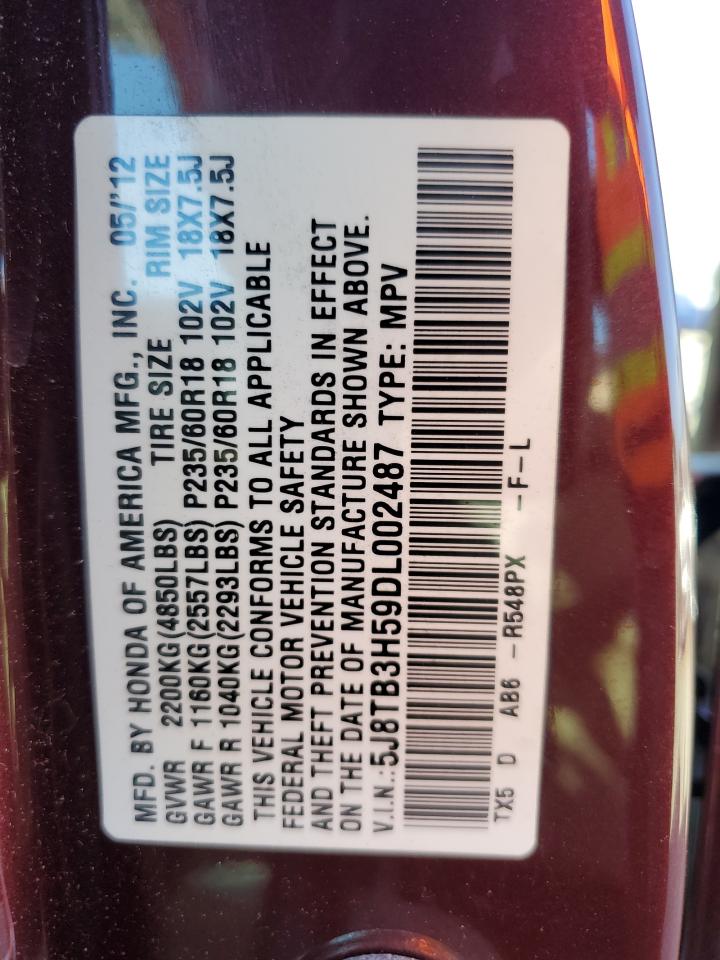 MFD. BY HONDA OF AMERICA MFG., INC. 05/'12
GVWR 2200KG(4850LBS) TIRE SIZE RIM SIZE
GAWR F 1160KG(2557LBS) P235/60R18 102V 18X7.5J
GAWR R 1040KG(2293LBS) P235/60R18 102V 18X7.5J
THIS VEHICLE CONFORMS TO ALL APPLICABLE
FEDERAL MOTOR VEHICLE SAFETY
AND THEFT PREVENTION STANDARDS IN EFFECT
ON THE DATE OF MANUFACTURE SHOWN ABOVE.
V.I.N.:5J8TB3H59DL002487 TYPE: MPV
TX5 D AB6 -R548PX -F-L